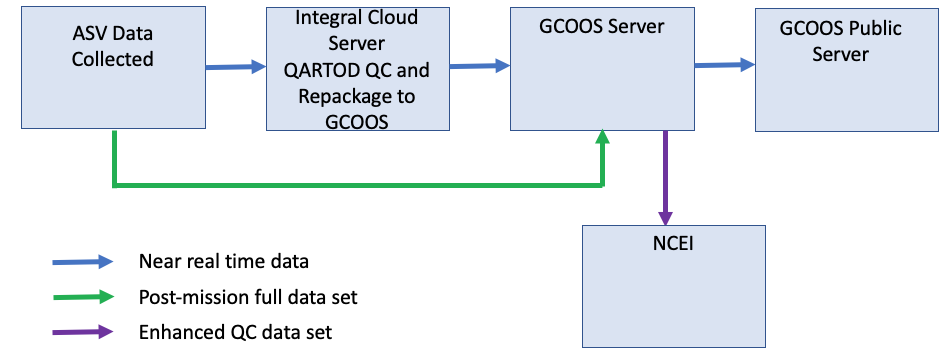 ASV Data
Collected
Integral Cloud
Server
QARTOD QC and
Repackage to
GCOOS
GCOOS Server
GCOOS Public
Server
NCEI
Near real time data
Post-mission full data set
Enhanced QC data set